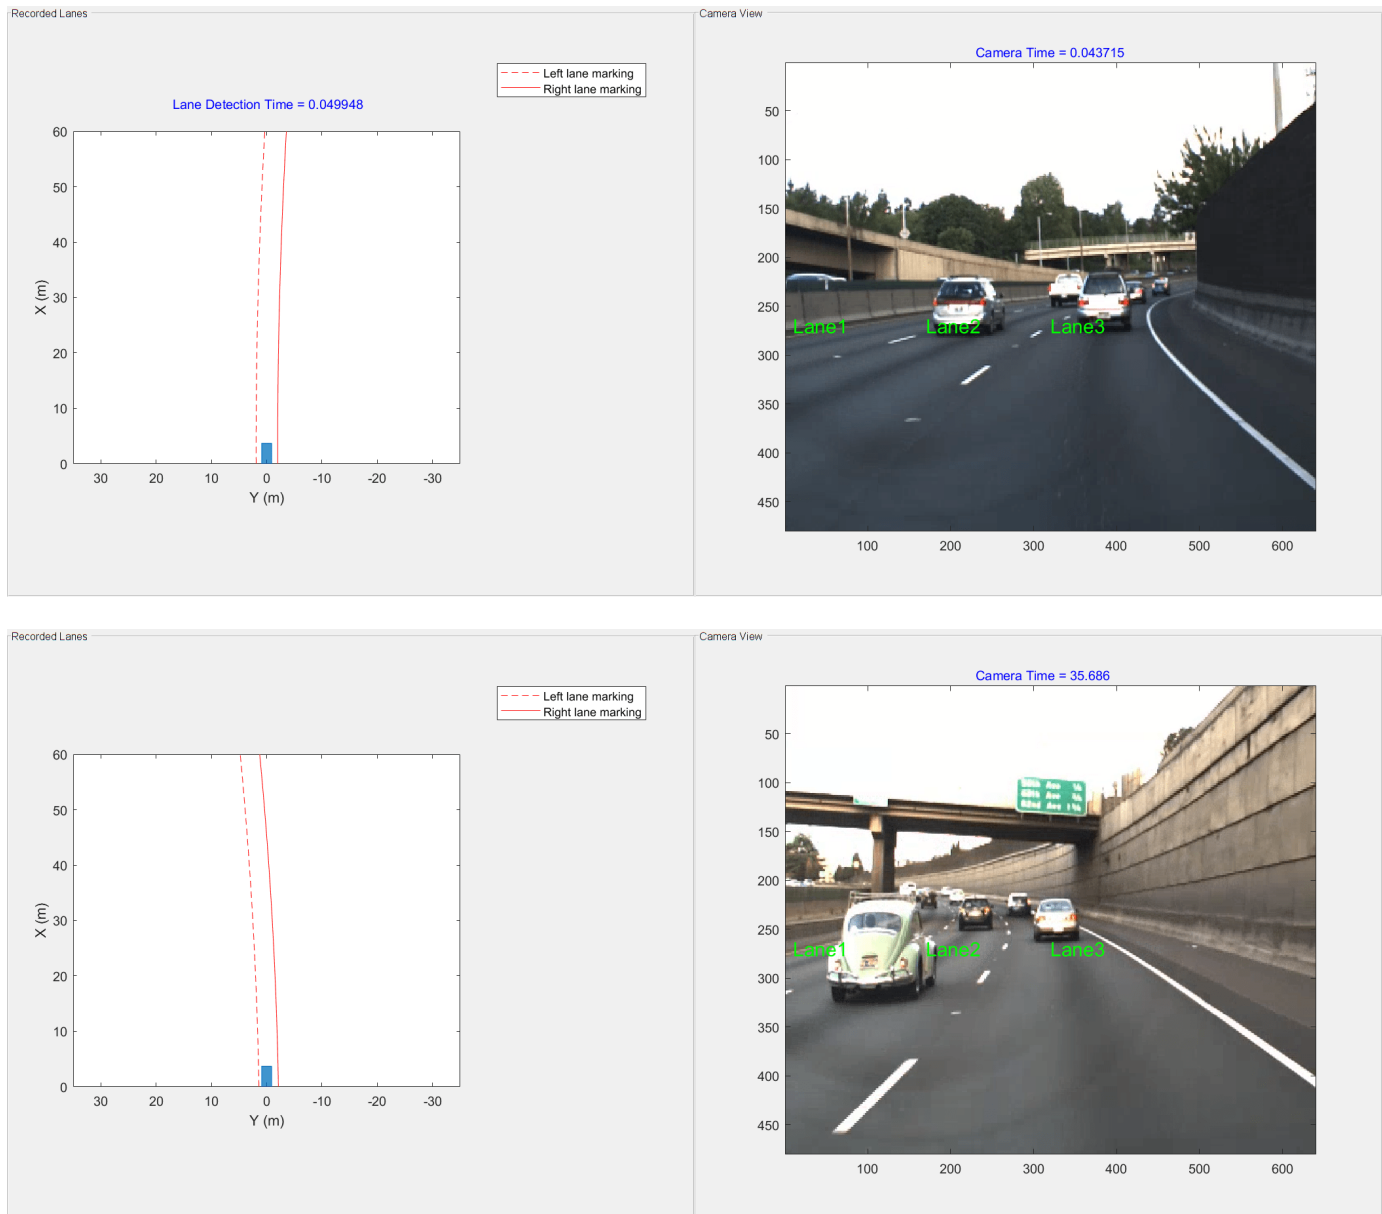 Recorded Lanes
Left lane marking
Right lane marking
Lane Detection Time = 0.049948
60
50
40
30
20
10
0
X (m)
30 20 10 0 -10 -20 -30
Y (m)
Camera View
Camera Time = 0.043715
50
100
150
200
250
300
350
400
450
Lane1 Lane2 Lane3
100 200 300 400 500 600
Recorded Lanes
Left lane marking
Right lane marking
60
50
40
30
20
10
0
X (m)
30 20 10 0 -10 -20 -30
Y (m)
Camera View
Camera Time = 35.686
50
100
150
200
250
300
350
400
450
Ave
Ave
82nd Ave
Lane1 Lane2 Lane3
100 200 300 400 500 600